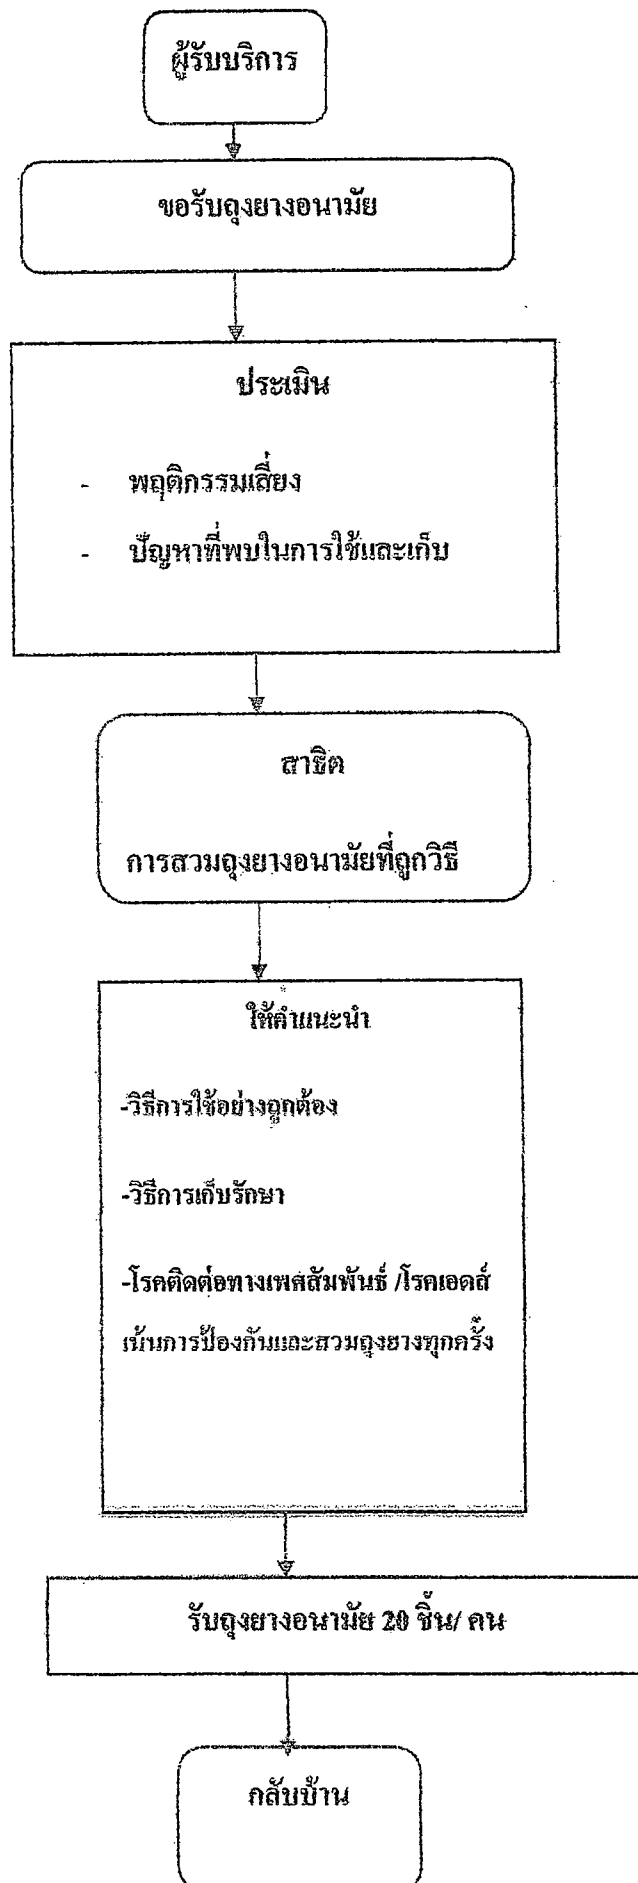 ผู้รับบริการ
ขอรับถุงยางอนามัย
ประเมิน
- พฤติกรรมเสี่ยง
- ปัญหาที่พบในการใช้และเก็บ
สาธิต
การสวมถุงยางอนามัยที่ถูกวิธี
ให้คำแนะนำ
-วิธีการใช้อย่างถูกต้อง
-วิธีการเก็บรักษา
-โรคติดต่อทางเพศสัมพันธ์ /โรคเอดส์
เน้นการป้องกันและสวมถุงยางทุกครั้ง
รับถุงยางอนามัย 20 ชิ้น/ คน
กลับบ้าน